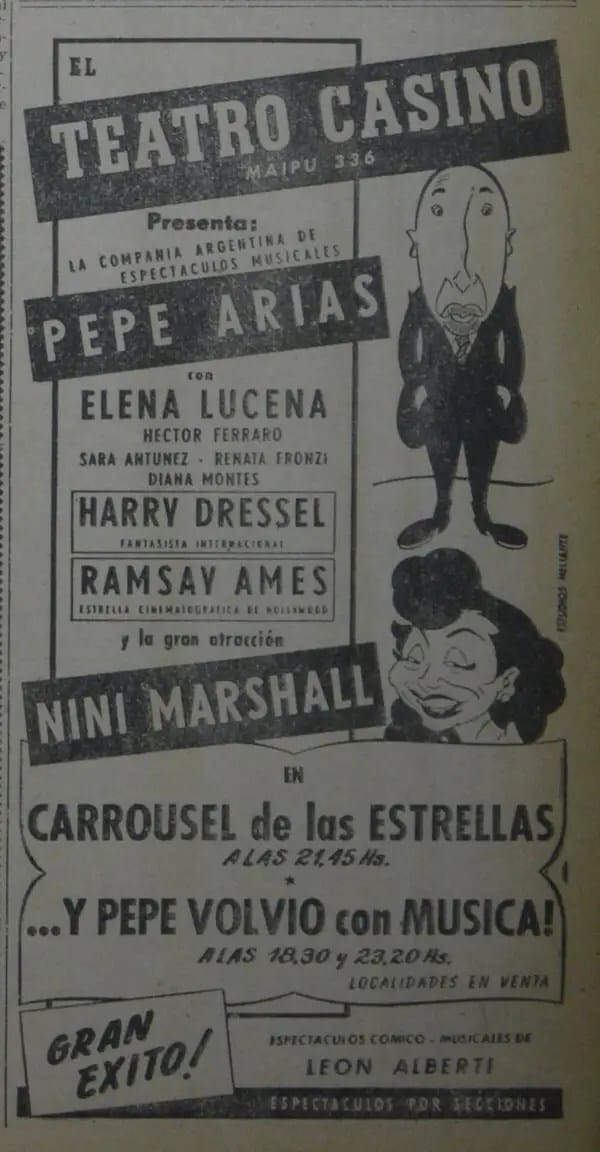 EL
TEATRO CASINO
MAIPU 336
Presenta:
LA COMPAÑIA ARGENTINA DE
ESPECTACULOS MUSICALES
PEPE ARIAS
con
ELENA LUCENA
HECTOR FERRARO
SARA ANTUNEZ - RENATA FRONZI
DIANA MONTES
HARRY DRESSEL
FANTASISTA INTERNACIONAL
RAMSAY AMES
ESTRELLA CINEMATOGRAFICA DE HOLLYWOOD
y la gran atracción
NINI MARSHALL
EN
CARROUSEL de las ESTRELLAS
A LAS 21,45 Hs.
*
...Y PEPE VOLVIO con MUSICA!
A LAS 18,30 y 23,20 Hs.
LOCALIDADES EN VENTA
GRAN
EXITO!
ESPECTACULOS COMICO - MUSICALES DE
LEON ALBERTI
ESPECTACULOS POR SECCIONES